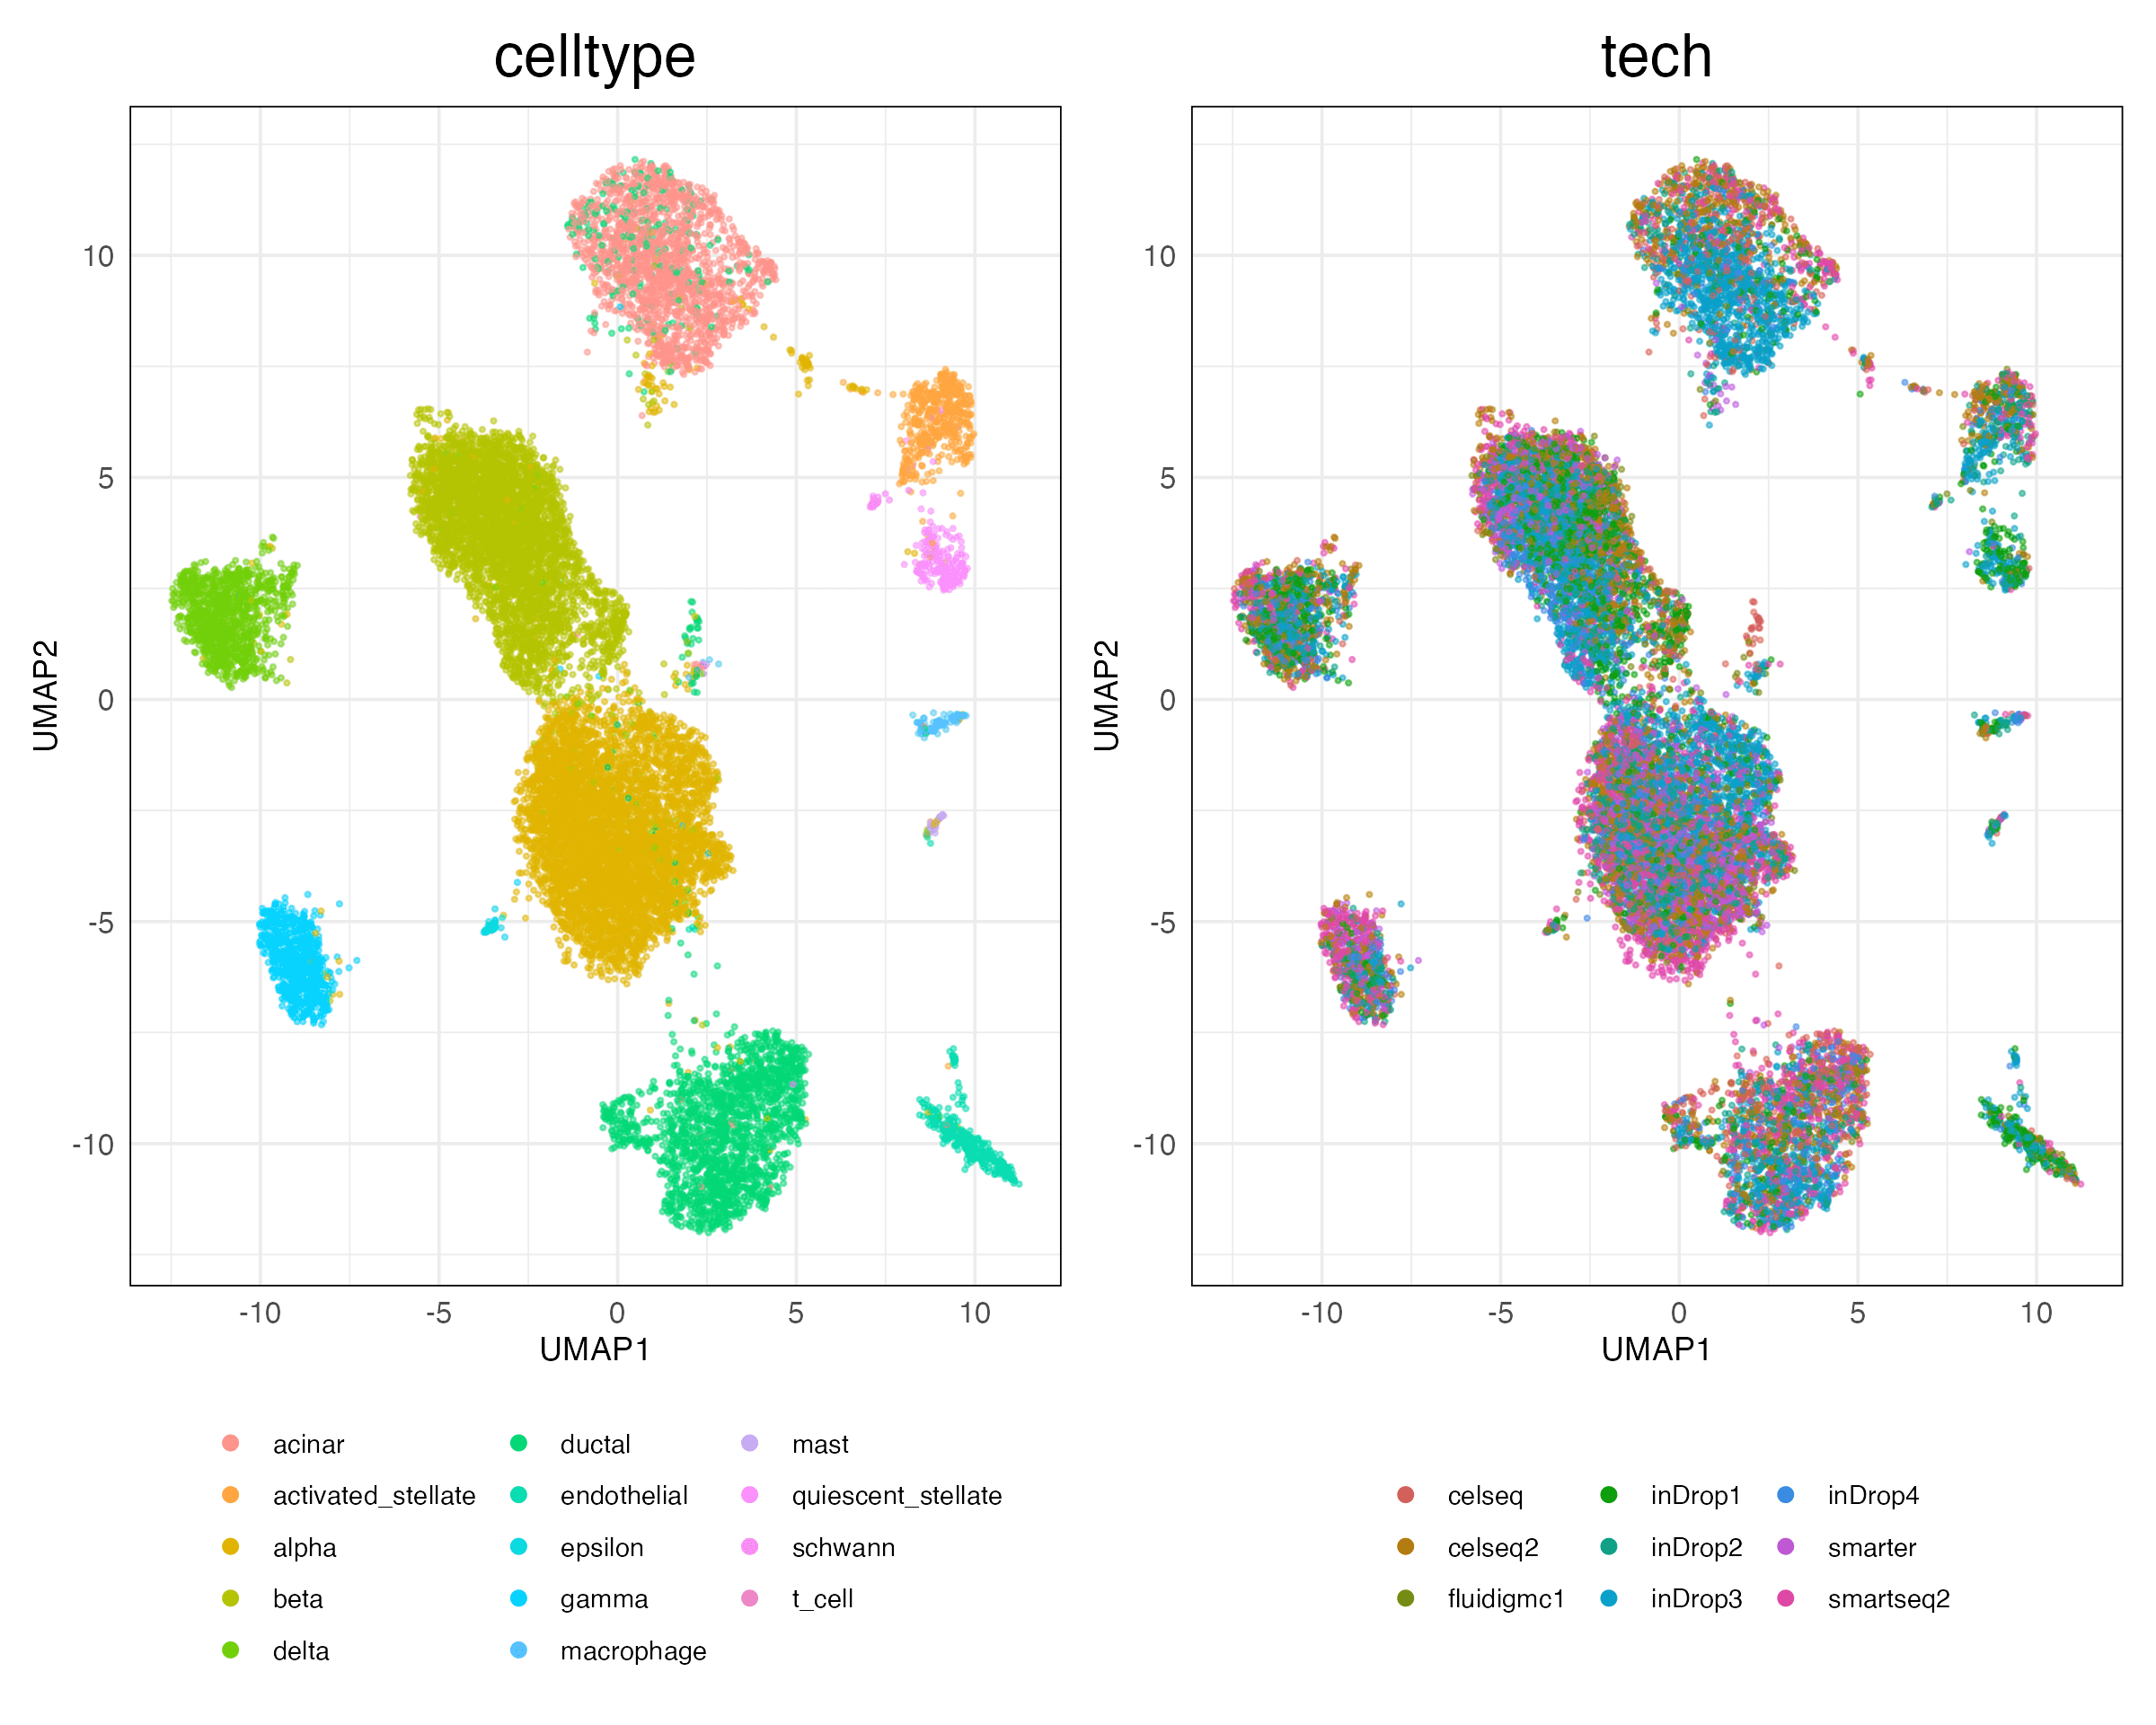 celltype
10
5
0
-5
-10
UMAP2
-10 -5 0 5 10
UMAP1
acinar
activated_stellate
alpha
beta
delta
ductal
endothelial
epsilon
gamma
macrophage
mast
quiescent_stellate
schwann
t_cell
tech
10
5
0
-5
-10
UMAP2
-10 -5 0 5 10
UMAP1
celseq
celseq2
fluidigmc1
inDrop1
inDrop2
inDrop3
inDrop4
smarter
smartseq2